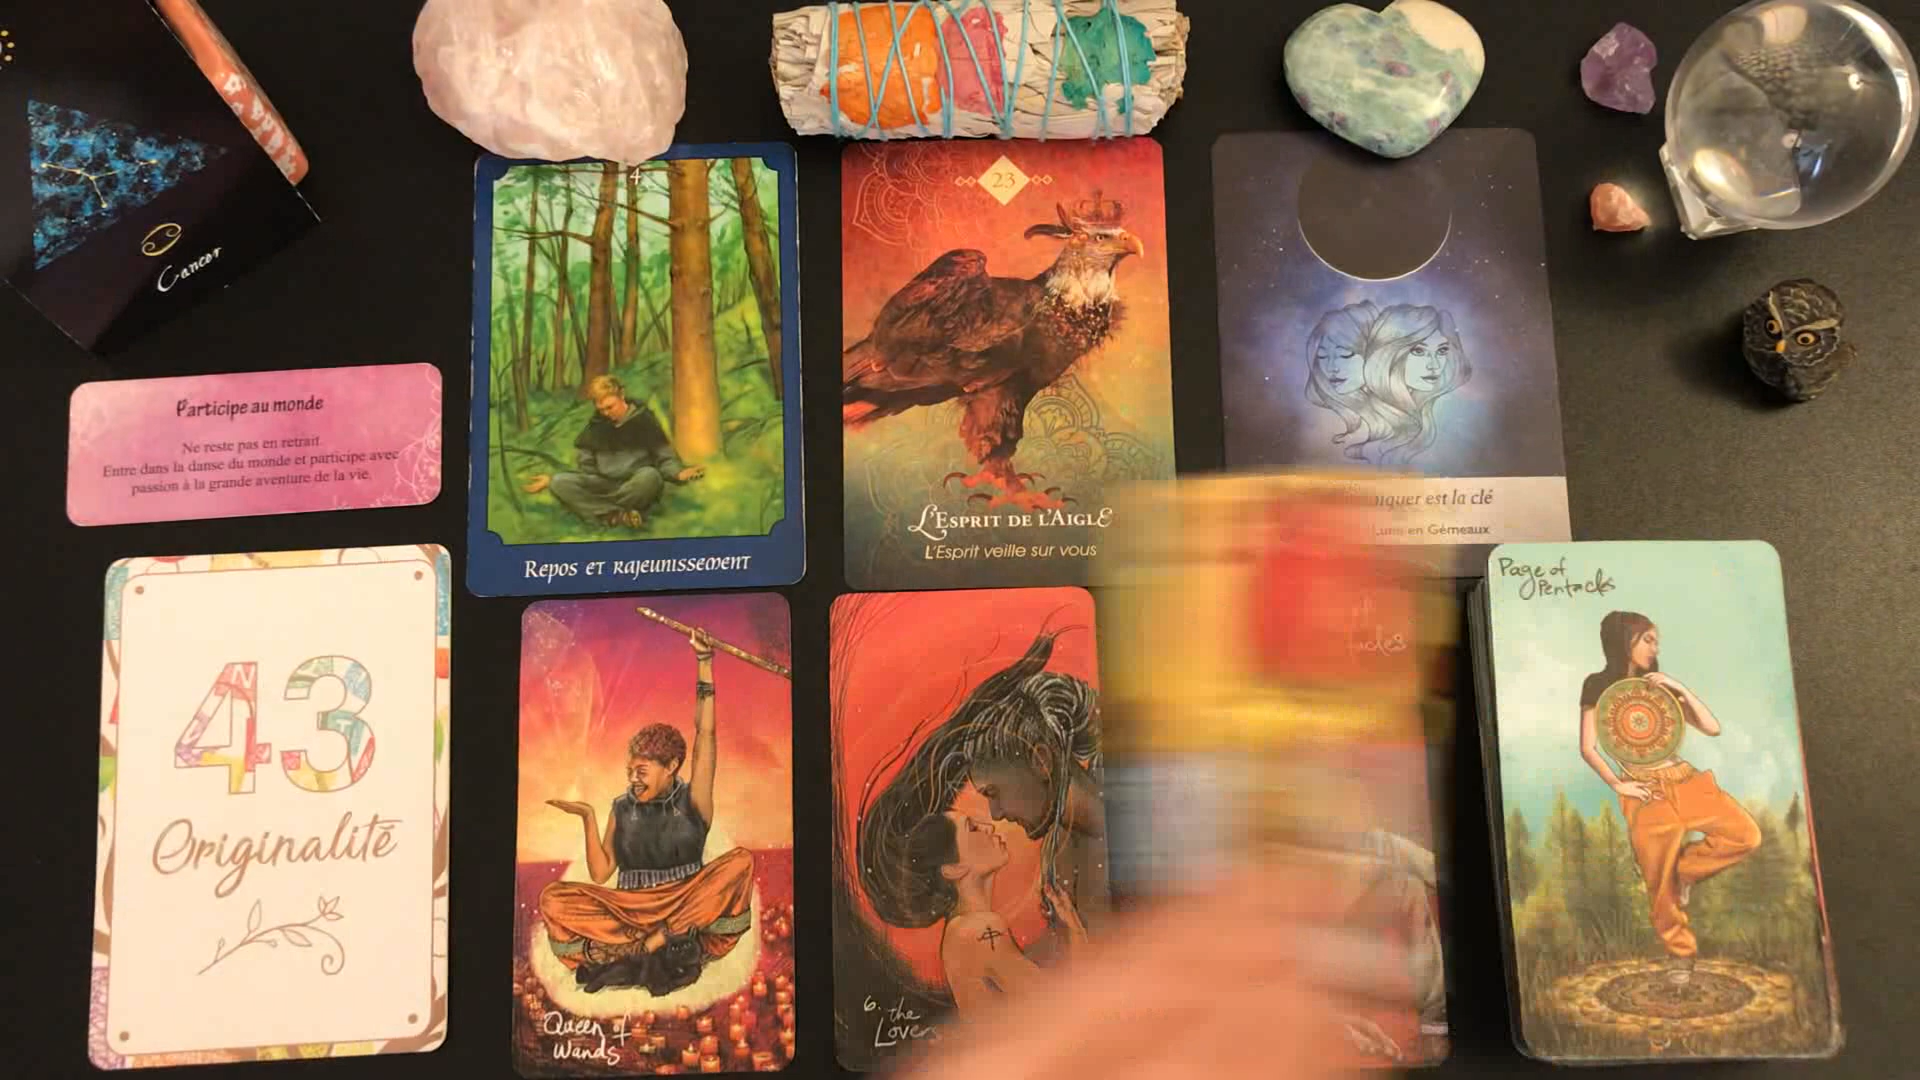 Cancer
Participe au monde
Ne reste pas en retrait.
Entre dans la danse du monde et participe avec
passion à la grande aventure de la vie.
4
Repos et rajeunissement
23
L'Esprit de l'Aigle
L'Esprit veille sur vous
est la clé
Lune en Gémeaux
43
Originalité
Queen of
Wands
6. the
Lovers
Page of
Pentacles